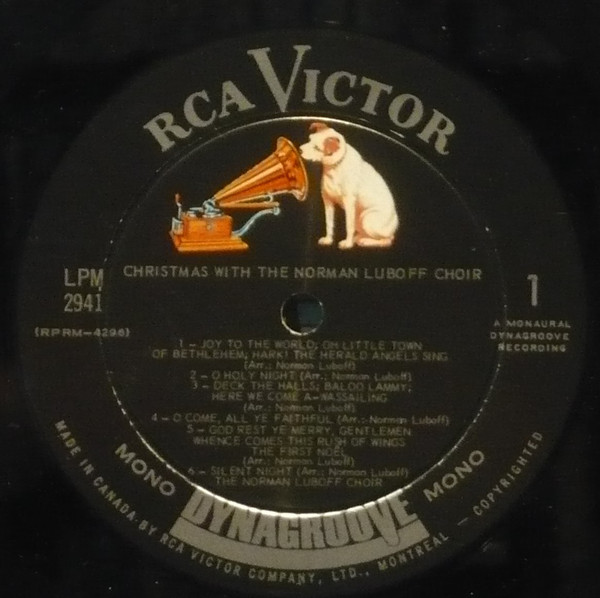 RCA VICTOR
CHRISTMAS WITH THE NORMAN LUBOFF CHOIR
LPM
2941
(RPRM-4296)
1
A MONAURAL
DYNAGROOVE
RECORDING
1 – JOY TO THE WORLD; OH LITTLE TOWN
OF BETHLEHEM; HARK! THE HERALD ANGELS SING
(Arr.: Norman Luboff)
2 – O HOLY NIGHT (Arr.: Norman Luboff)
3 – DECK THE HALLS; BALOO LAMMY;
HERE WE COME A-WASSAILING
(Arr.: Norman Luboff)
4 – O COME, ALL YE FAITHFUL (Arr.: Norman Luboff)
5 – GOD REST YE MERRY, GENTLEMEN
WHENCE COMES THIS RUSH OF WINGS
THE FIRST NOËL
(Arr.: Norman Luboff)
6 – SILENT NIGHT (Arr.: Norman Luboff)
THE NORMAN LUBOFF CHOIR
MONO DYNAGROOVE MONO
MADE IN CANADA BY RCA VICTOR COMPANY, LTD., MONTREAL – COPYRIGHTED